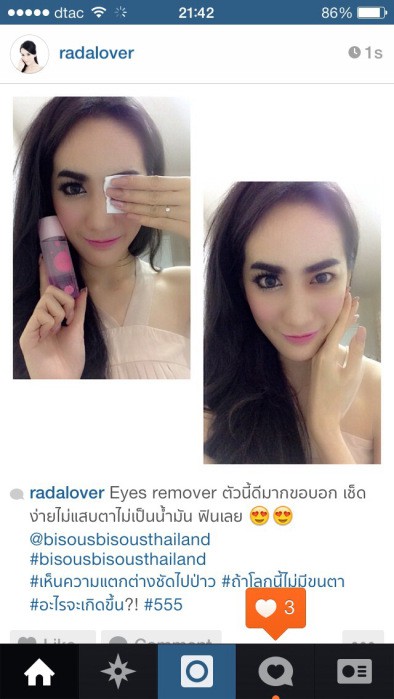 dtac 21:42 86%
radalover 1s
radalover Eyes remover ตัวนี้ดีมากขอบอก เช็ด
ง่ายไม่แสบตาไม่เป็นน้ำมัน ฟินเลย 😍😍
@bisousbisousthailand
#bisousbisousthailand
#เห็นความแตกต่างชัดไปป่าว #ถ้าโลกนี้ไม่มีขนตา
#อะไรจะเกิดขึ้น?! #555
3
Like Comment